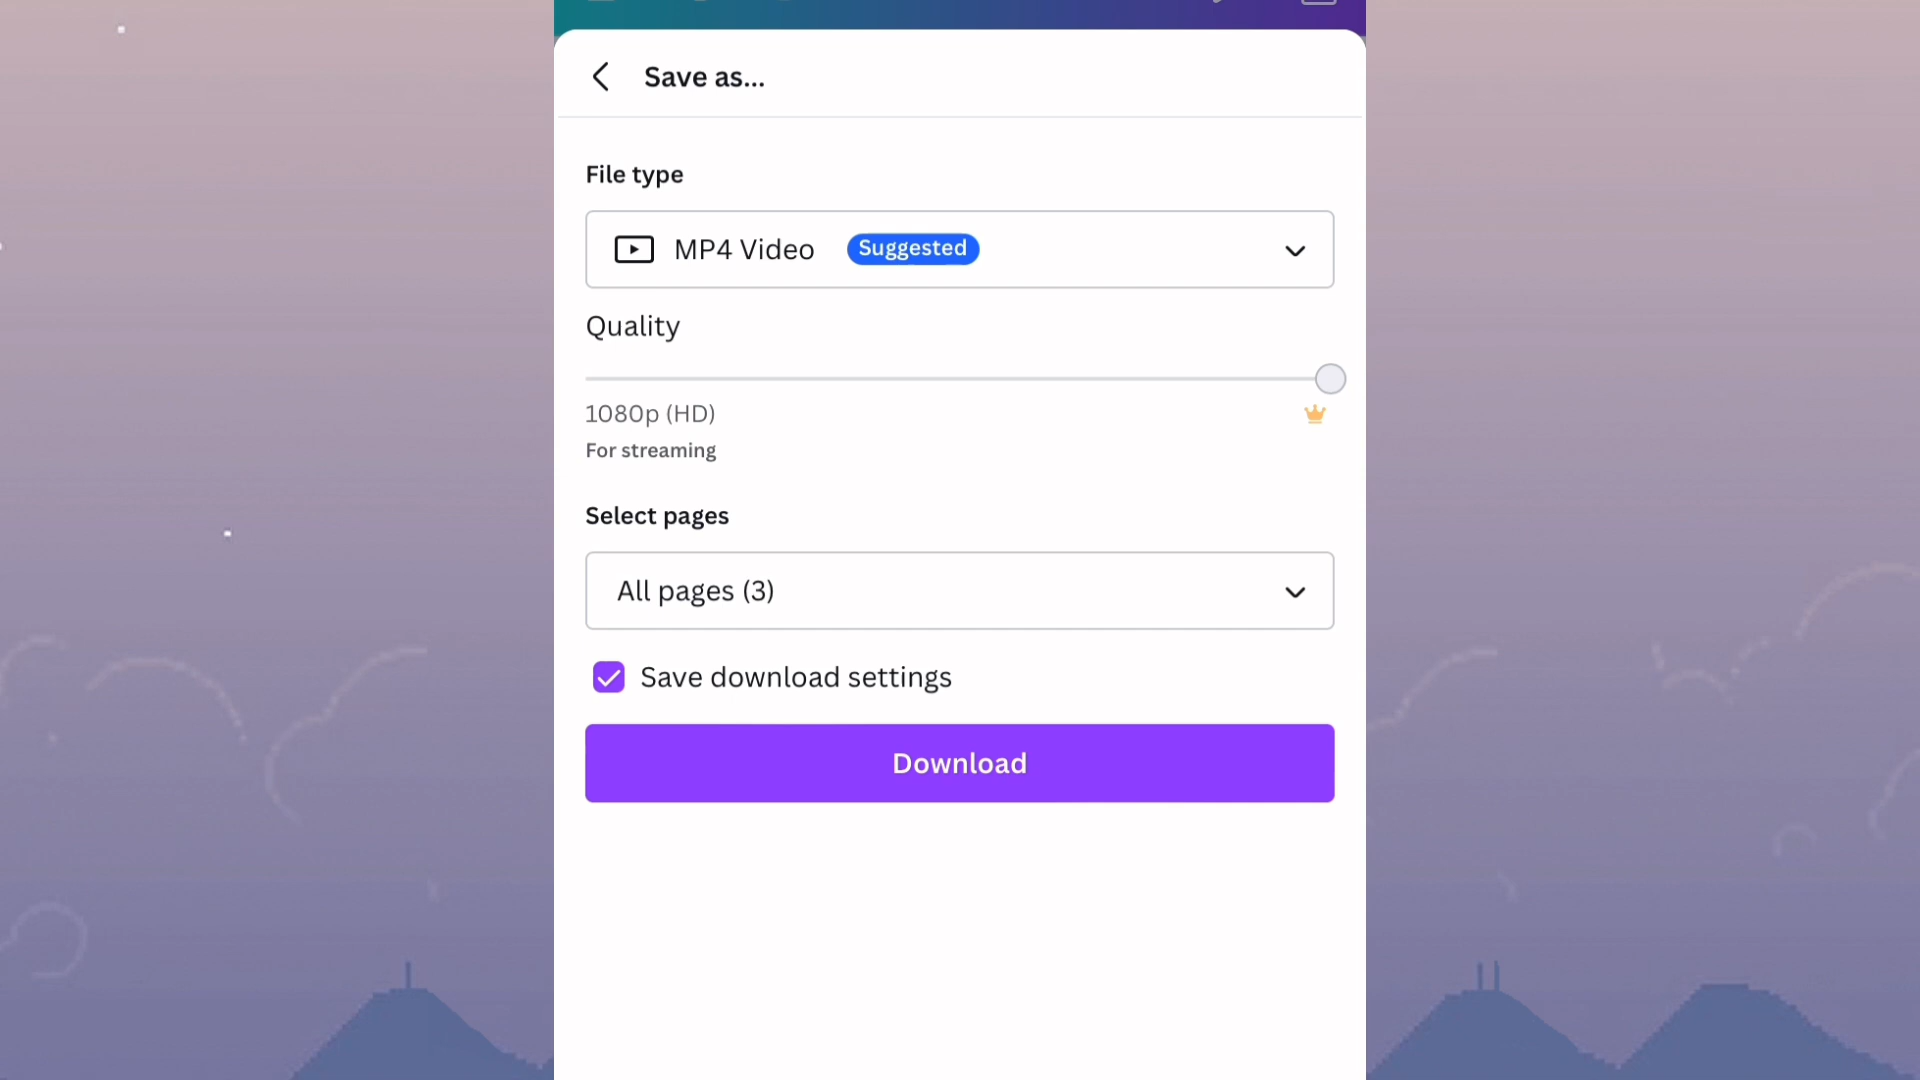 Save as...
File type
MP4 Video Suggested
Quality
1080p (HD)
For streaming
Select pages
All pages (3)
Save download settings
Download